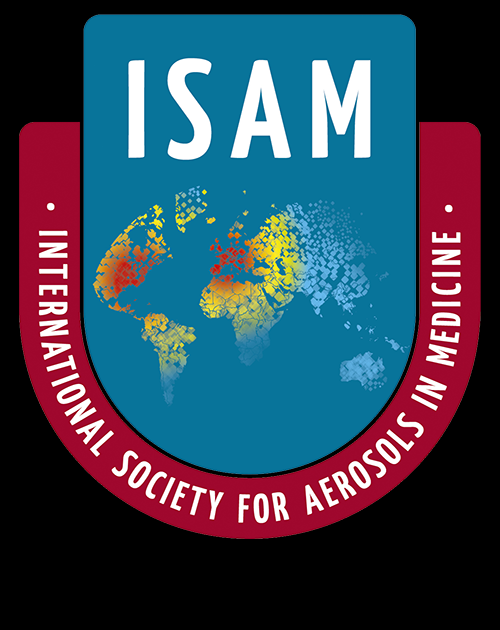 ISAM
• INTERNATIONAL SOCIETY FOR AEROSOLS IN MEDICINE •